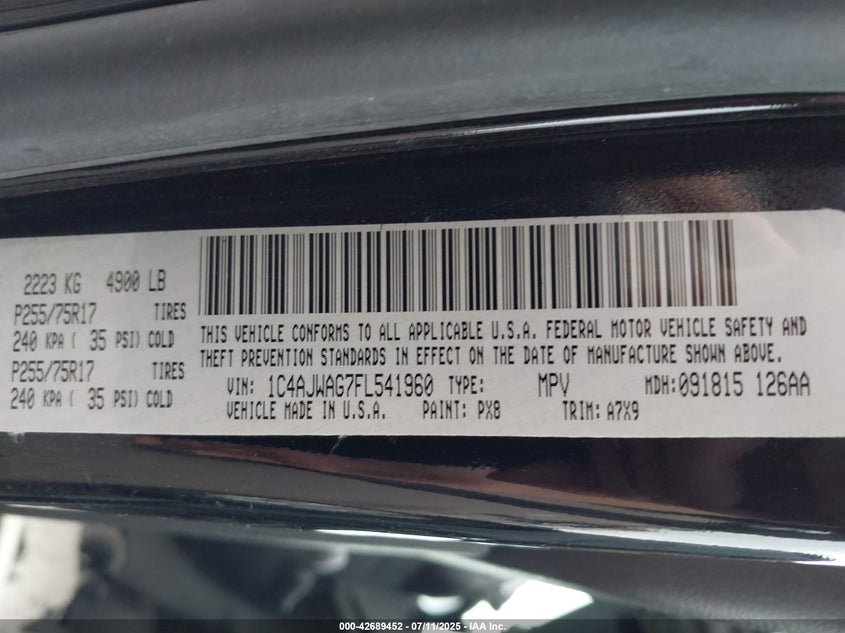 2223 KG 4900 LB
P255/75R17 TIRES
240 KPA ( 35 PSI) COLD
P255/75R17 TIRES
240 KPA ( 35 PSI) COLD
THIS VEHICLE CONFORMS TO ALL APPLICABLE U.S.A. FEDERAL MOTOR VEHICLE SAFETY AND
THEFT PREVENTION STANDARDS IN EFFECT ON THE DATE OF MANUFACTURE SHOWN ABOVE.
VIN: 1C4AJWAG7FL541960 TYPE: MPV MDH:091815 126AA
VEHICLE MADE IN U.S.A. PAINT: PX8 TRIM: A7X9
000-42689452 - 07/11/2025 - IAA Inc.